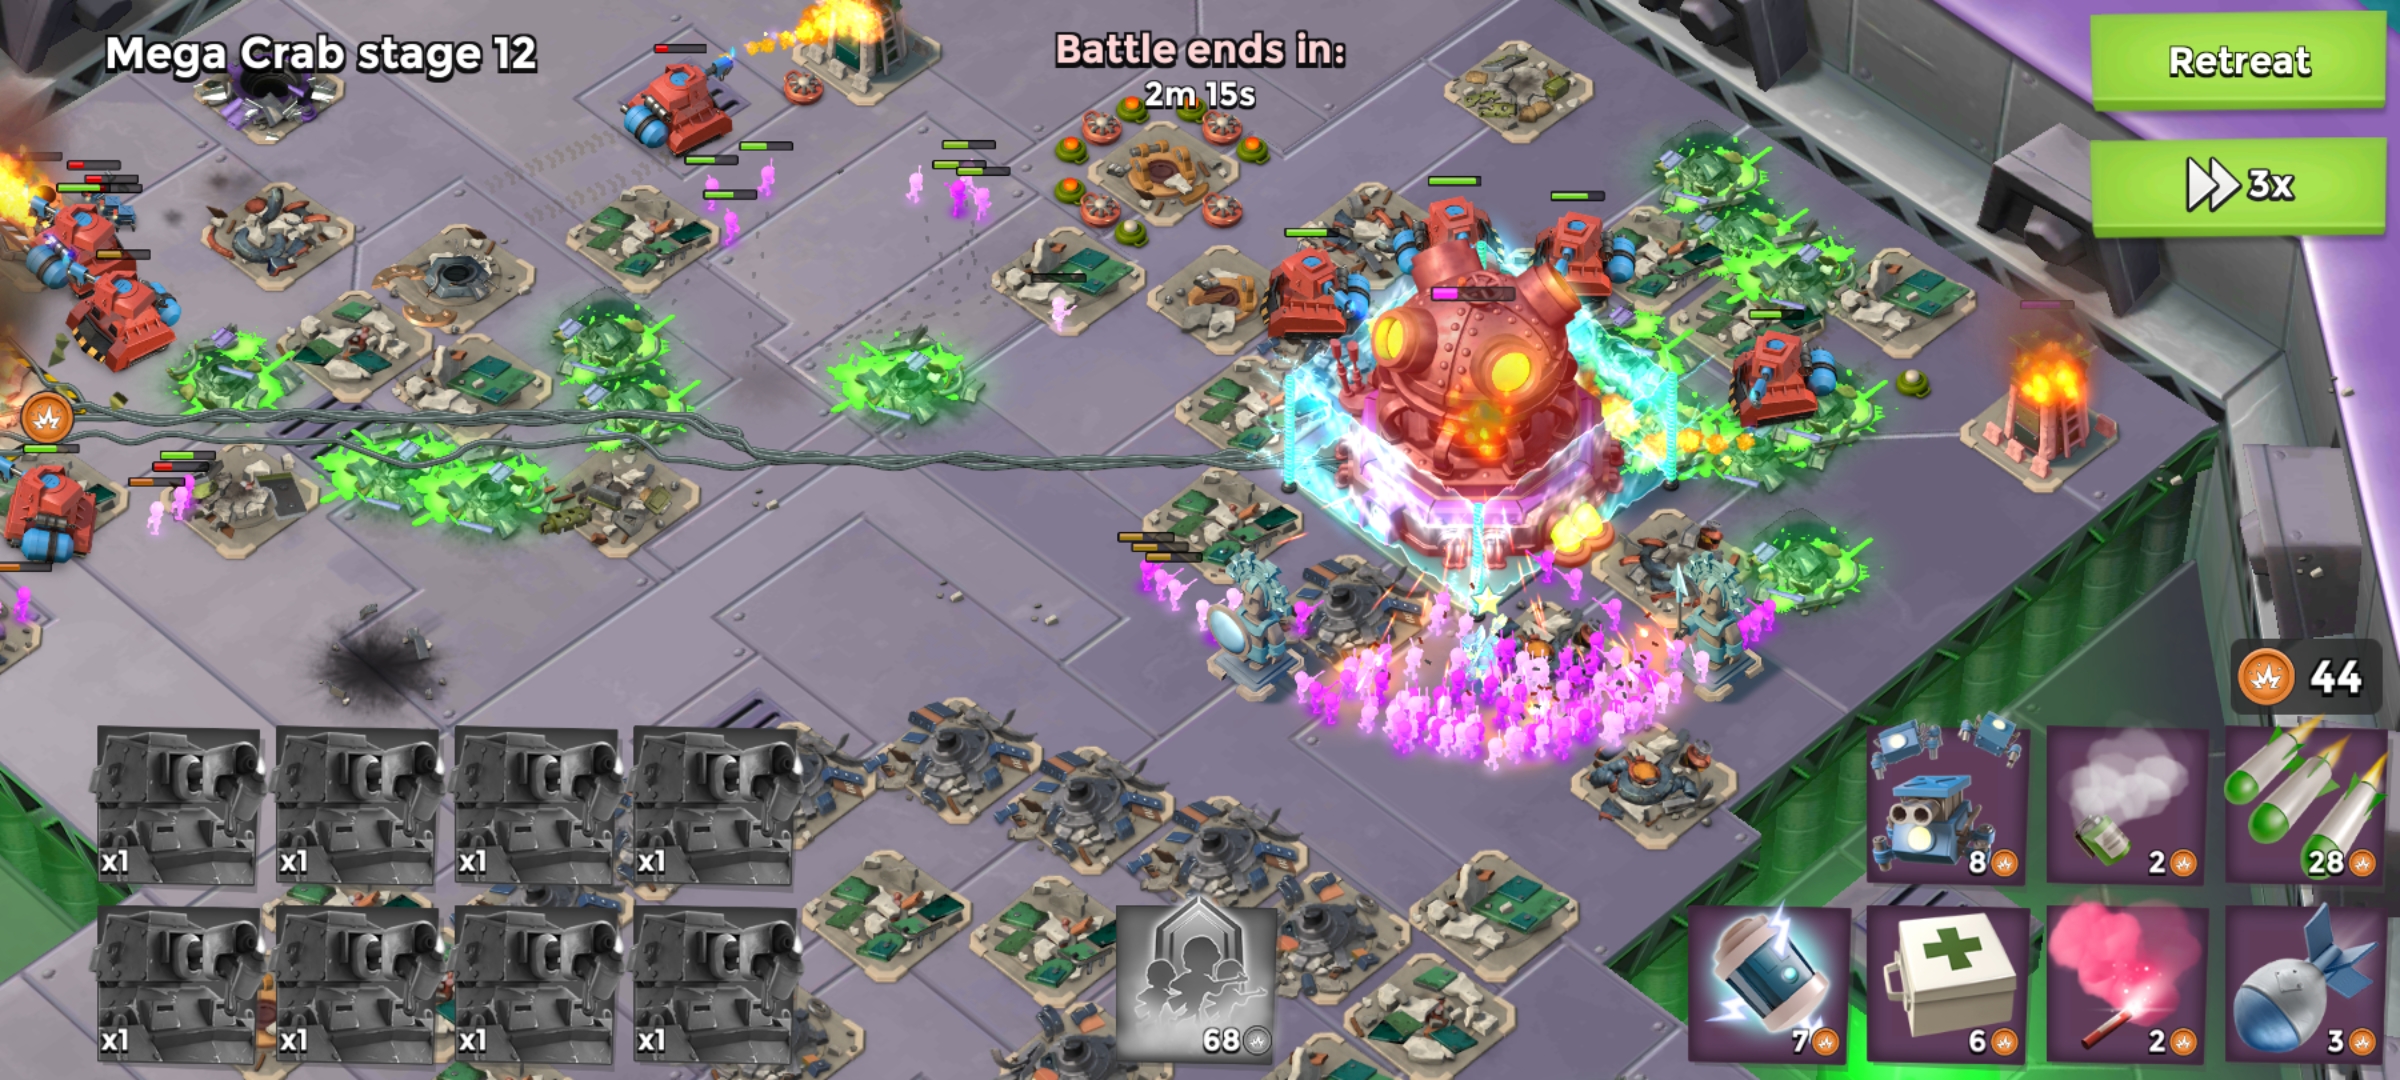 Mega Crab stage 12
Battle ends in:
2m 15s
Retreat
3x
44
8
2
28
x1
x1
x1
x1
x1
x1
x1
x1
68
7
6
2
3